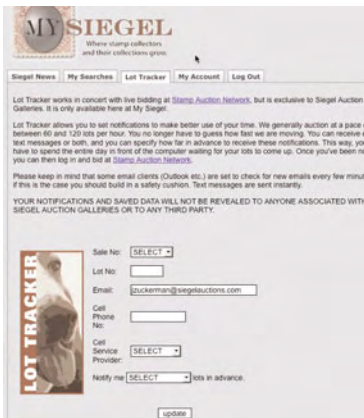 MY SIEGEL
Where stamp collectors
and their collections grow.
Siegel News My Searches Lot Tracker My Account Log Out
Lot Tracker works in concert with live bidding at Stamp Auction Network, but is exclusive to Siegel Auction
Galleries. It is only available here at My Siegel.
Lot Tracker allows you to set notifications to make better use of your time. We generally auction at a pace
between 60 and 120 lots per hour. You no longer have to guess how fast we are moving. You can receive
text messages or both, and you can specify how far in advance to receive these notifications. This way, you
have to spend the entire day in front of the computer waiting for your lots to come up. Once you've been
you can then log in and bid at Stamp Auction Network.
Please keep in mind that some email clients (Outlook etc.) are set to check for new emails every few
if this is the case you should build in a safety cushion. Text messages are sent instantly.
YOUR NOTIFICATIONS AND SAVED DATA WILL NOT BE REVEALED TO ANYONE ASSOCIATED WITH
SIEGEL AUCTION GALLERIES OR TO ANY THIRD PARTY.
LOT TRACKER
Sale No: SELECT
Lot No:
Email: jzuckerman@siegelauctions.com
Cell
Phone
No:
Cell
Service
Provider: SELECT
Notify me SELECT lots in advance.
update